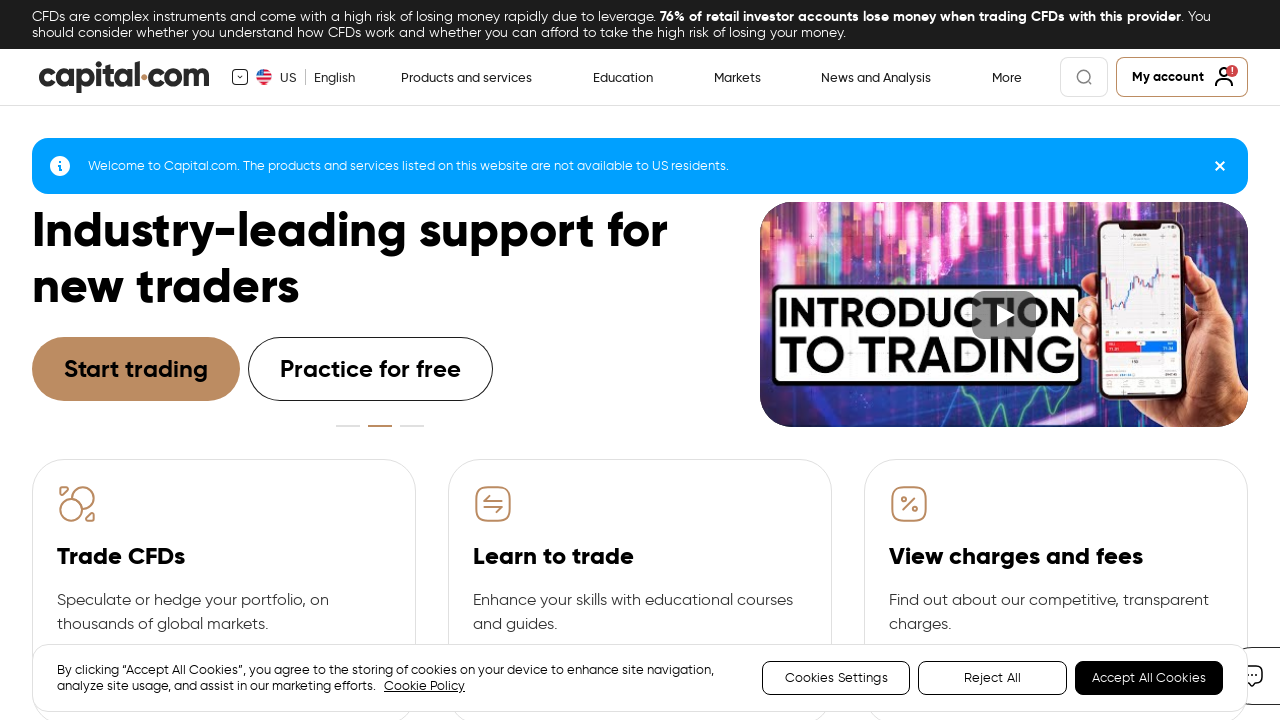 CFDs are complex instruments and come with a high risk of losing money rapidly due to leverage. 76% of retail investor accounts lose money when trading CFDs with this provider. You
should consider whether you understand how CFDs work and whether you can afford to take the high risk of losing your money.
capital.com US English Products and services Education Markets News and Analysis More My account
Welcome to Capital.com. The products and services listed on this website are not available to US residents.
Industry-leading support for
new traders
Start trading Practice for free
INTRODUCTION
TO TRADING
Trade CFDs
Speculate or hedge your portfolio, on
thousands of global markets.
Learn to trade
Enhance your skills with educational courses
and guides.
View charges and fees
Find out about our competitive, transparent
charges.
By clicking “Accept All Cookies”, you agree to the storing of cookies on your device to enhance site navigation,
analyze site usage, and assist in our marketing efforts. Cookie Policy
Cookies Settings Reject All Accept All Cookies